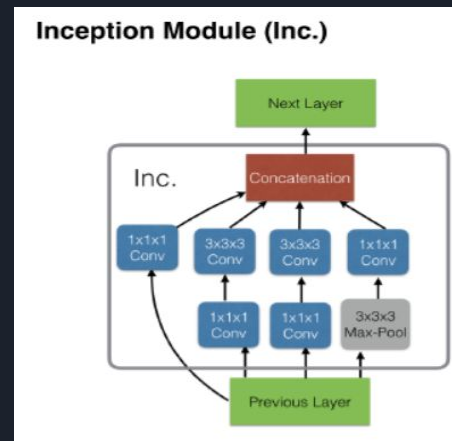 Inception Module (Inc.)
Next Layer
Inc.
Concatenation
1x1x1
Conv
3x3x3
Conv
3x3x3
Conv
1x1x1
Conv
1x1x1
Conv
1x1x1
Conv
3x3x3
Max-Pool
Previous Layer